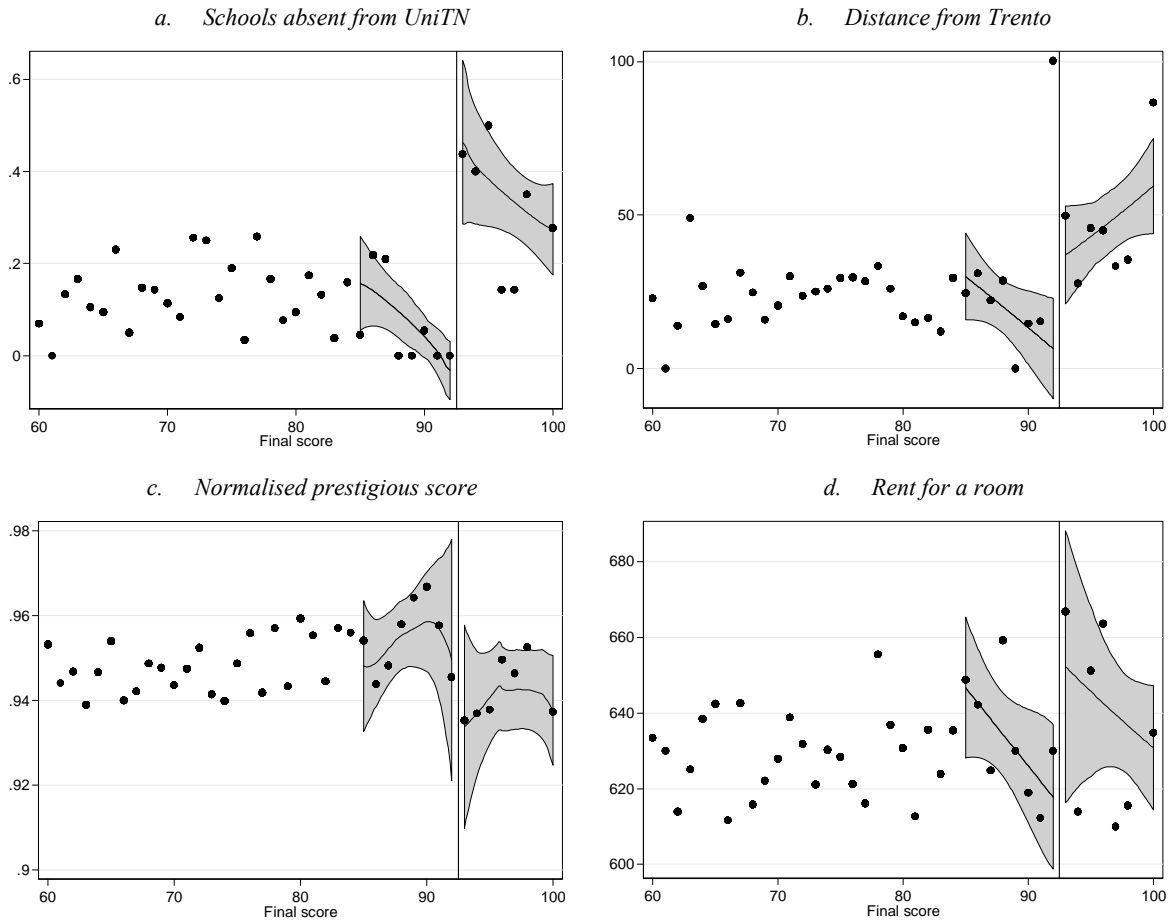 a. Schools absent from UniTN
.6
.4
.2
0
60 70 80 90 100
Final score
b. Distance from Trento
100
50
0
60 70 80 90 100
Final score
c. Normalised prestigious score
.98
.96
.94
.92
.9
60 70 80 90 100
Final score
d. Rent for a room
680
660
640
620
600
60 70 80 90 100
Final score